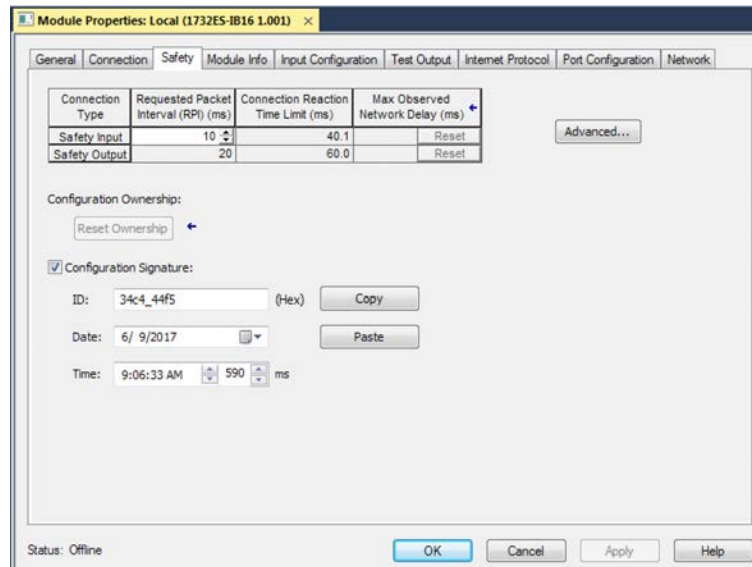 Module Properties: Local (1732ES-IB16 1.001) ×
General Connection Safety Module Info Input Configuration Test Output Internet Protocol Port Configuration Network
Connection Type Requested Packet Interval (RPI) (ms) Connection Reaction Time Limit (ms) Max Observed Network Delay (ms)
Safety Input 10 40.1 Reset
Safety Output 20 60.0 Reset
Advanced...
Configuration Ownership:
Reset Ownership
Configuration Signature:
ID: 34c4_44f5 (Hex) Copy
Date: 6/ 9/2017 Paste
Time: 9:06:33 AM 590 ms
Status: Offline OK Cancel Apply Help